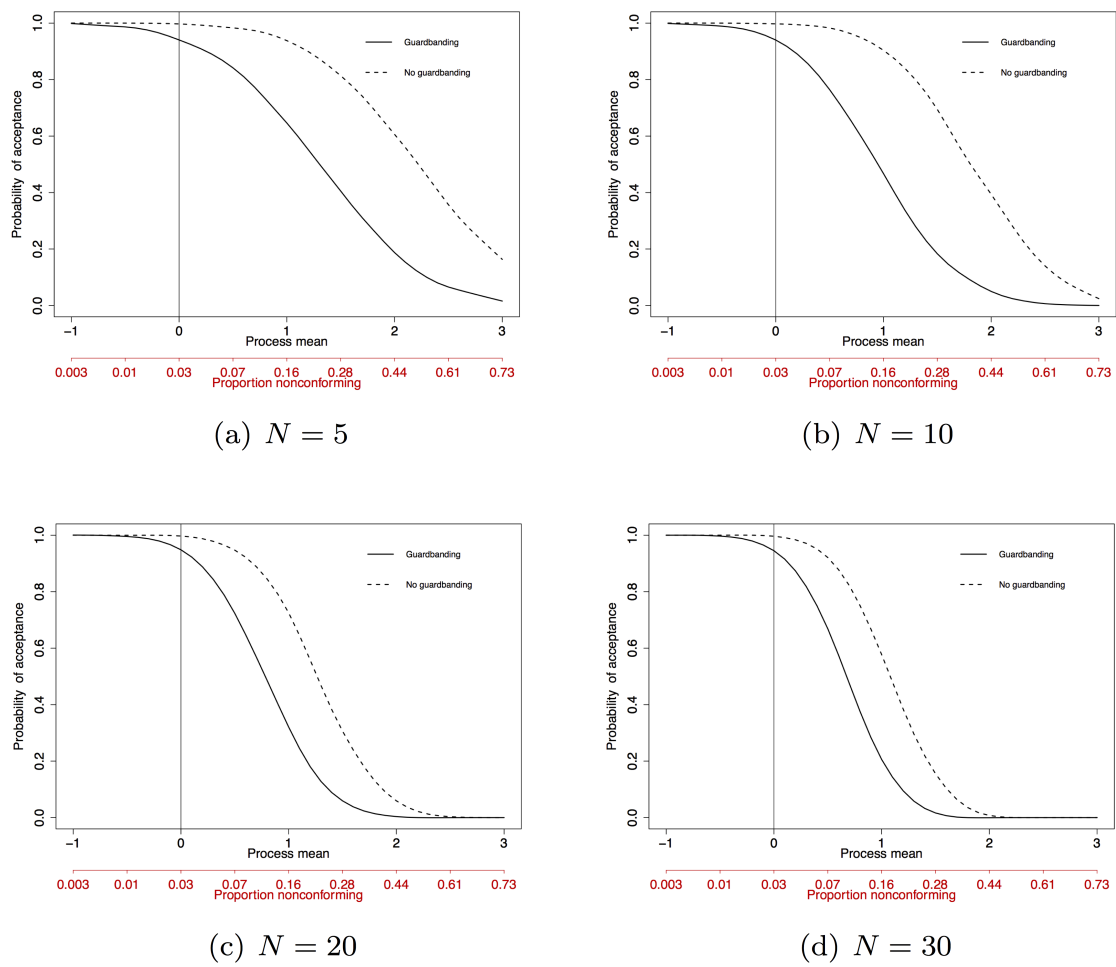 Probability of acceptance
1.0
0.8
0.6
0.4
0.2
0.0
Guardbanding
No guardbanding
−1 0 1 2 3
Process mean
0.003 0.01 0.03 0.07 0.16 0.28 0.44 0.61 0.73
Proportion nonconforming
(a) N = 5
Probability of acceptance
1.0
0.8
0.6
0.4
0.2
0.0
Guardbanding
No guardbanding
−1 0 1 2 3
Process mean
0.003 0.01 0.03 0.07 0.16 0.28 0.44 0.61 0.73
Proportion nonconforming
(b) N = 10
Probability of acceptance
1.0
0.8
0.6
0.4
0.2
0.0
Guardbanding
No guardbanding
−1 0 1 2 3
Process mean
0.003 0.01 0.03 0.07 0.16 0.28 0.44 0.61 0.73
Proportion nonconforming
(c) N = 20
Probability of acceptance
1.0
0.8
0.6
0.4
0.2
0.0
Guardbanding
No guardbanding
−1 0 1 2 3
Process mean
0.003 0.01 0.03 0.07 0.16 0.28 0.44 0.61 0.73
Proportion nonconforming
(d) N = 30